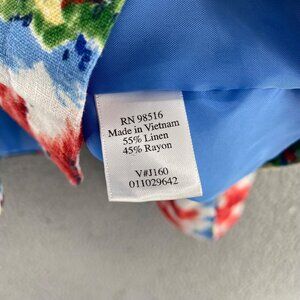 RN 98516
Made in Vietnam
55% Linen
45% Rayon
V#J160
011029642